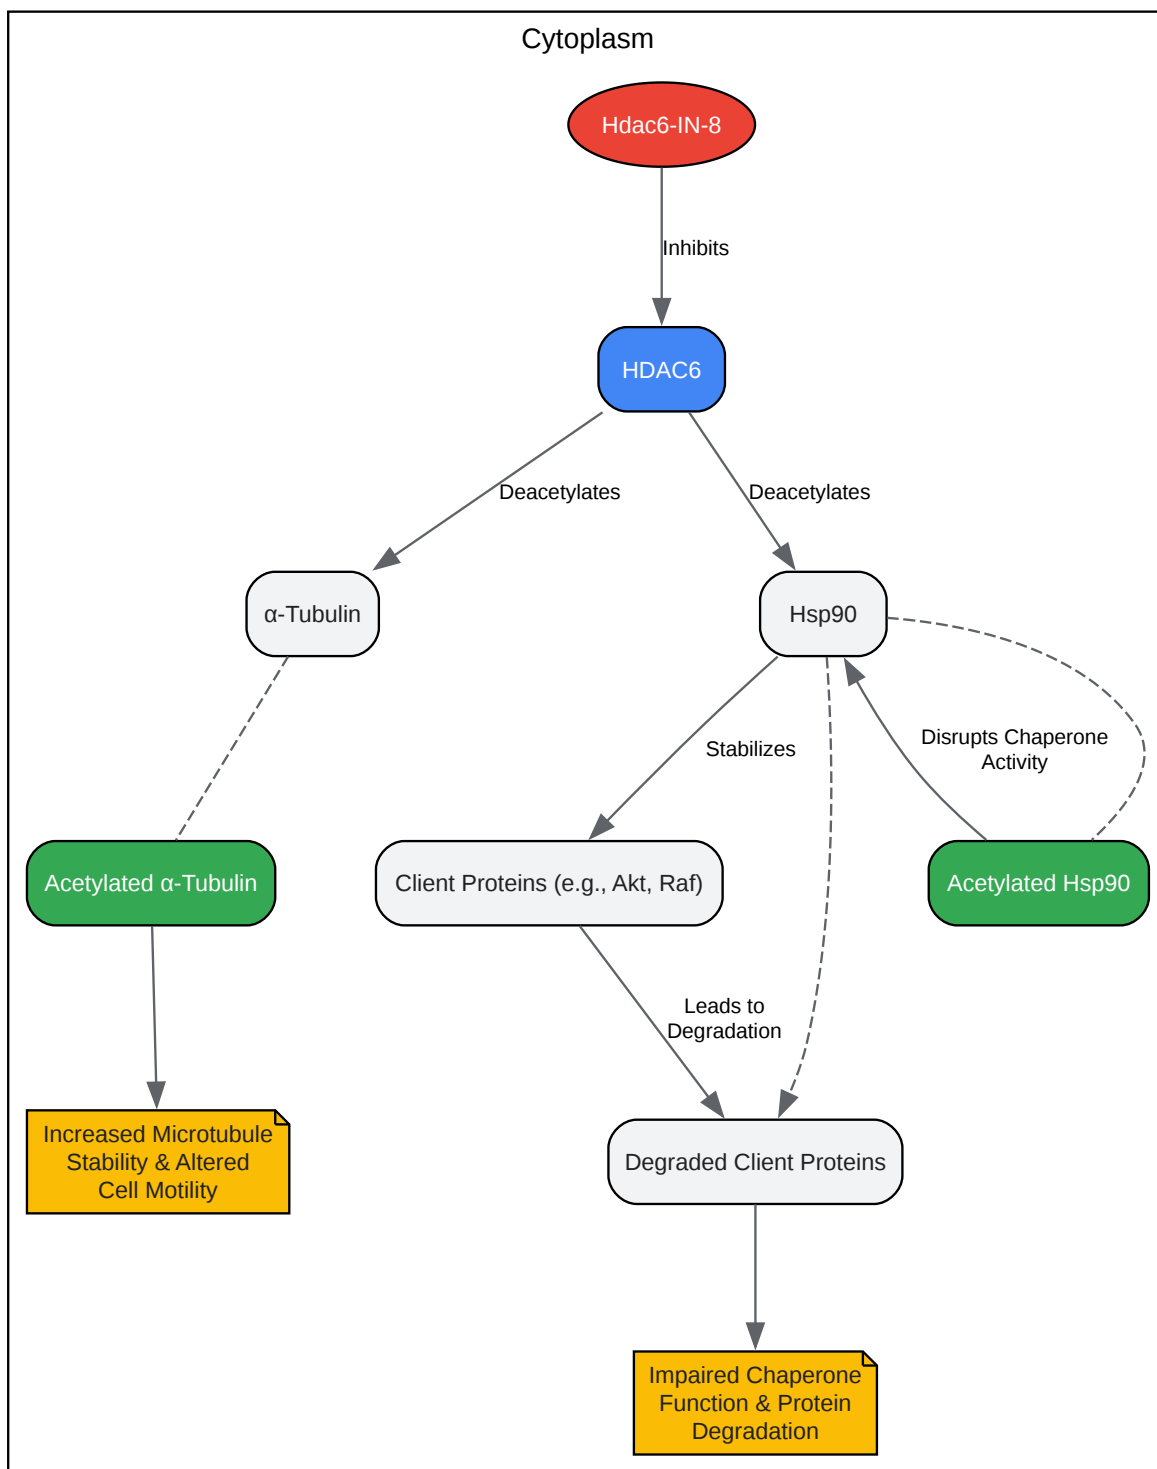 Cytoplasm
Hdac6-IN-8
Inhibits
HDAC6
Deacetylates
Deacetylates
α-Tubulin
Hsp90
Stabilizes
Disrupts Chaperone
Activity
Acetylated α-Tubulin
Client Proteins (e.g., Akt, Raf)
Acetylated Hsp90
Leads to
Degradation
Increased Microtubule
Stability & Altered
Cell Motility
Degraded Client Proteins
Impaired Chaperone
Function & Protein
Degradation